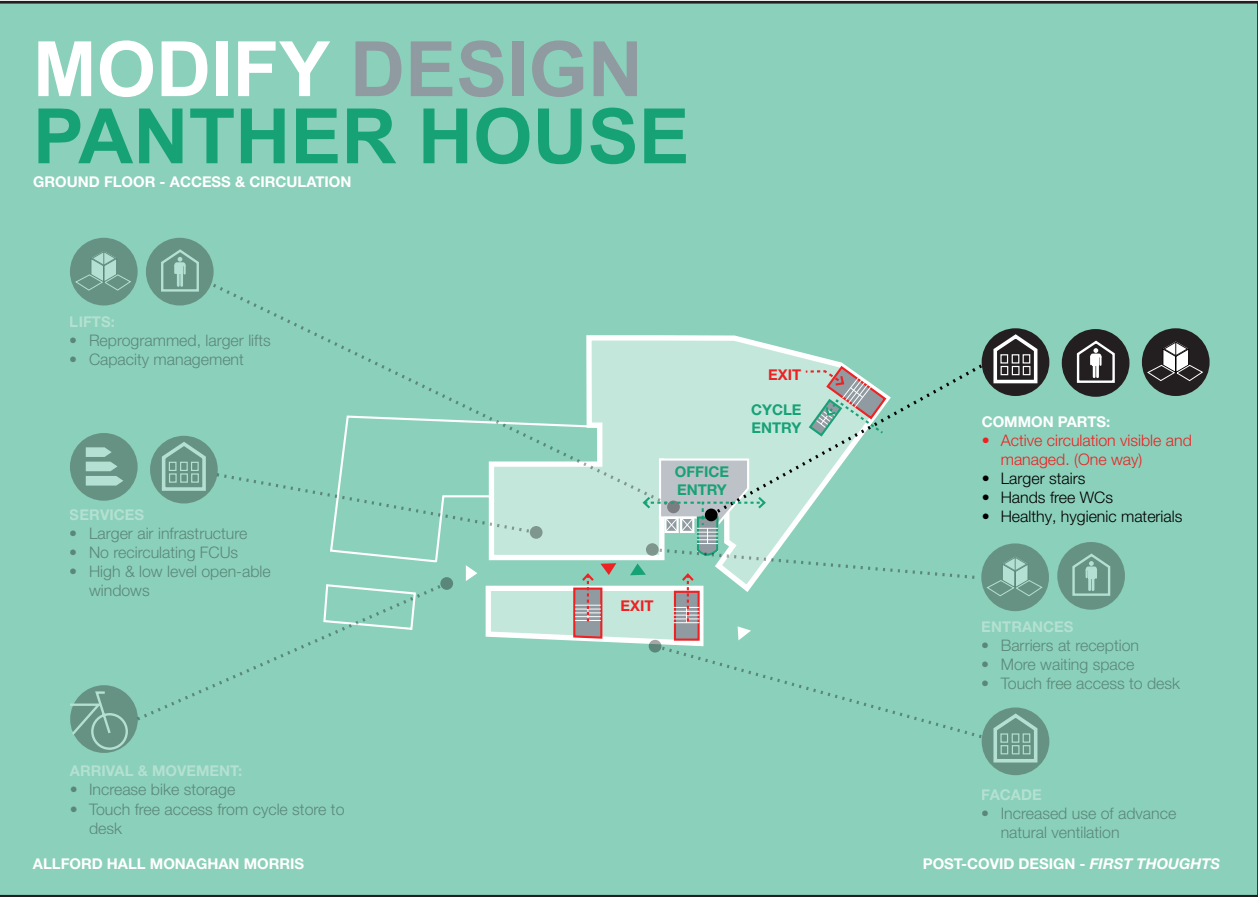 MODIFY DESIGN
PANTHER HOUSE
GROUND FLOOR - ACCESS & CIRCULATION
LIFTS:
• Reprogrammed, larger lifts
• Capacity management
SERVICES
• Larger air infrastructure
• No recirculating FCUs
• High & low level open-able
windows
ARRIVAL & MOVEMENT:
• Increase bike storage
• Touch free access from cycle store to
desk
EXIT
CYCLE
ENTRY
OFFICE
ENTRY
EXIT
COMMON PARTS:
• Active circulation visible and
managed. (One way)
• Larger stairs
• Hands free WCs
• Healthy, hygienic materials
ENTRANCES
• Barriers at reception
• More waiting space
• Touch free access to desk
FACADE
• Increased use of advance
natural ventilation
ALLFORD HALL MONAGHAN MORRIS
POST-COVID DESIGN - FIRST THOUGHTS